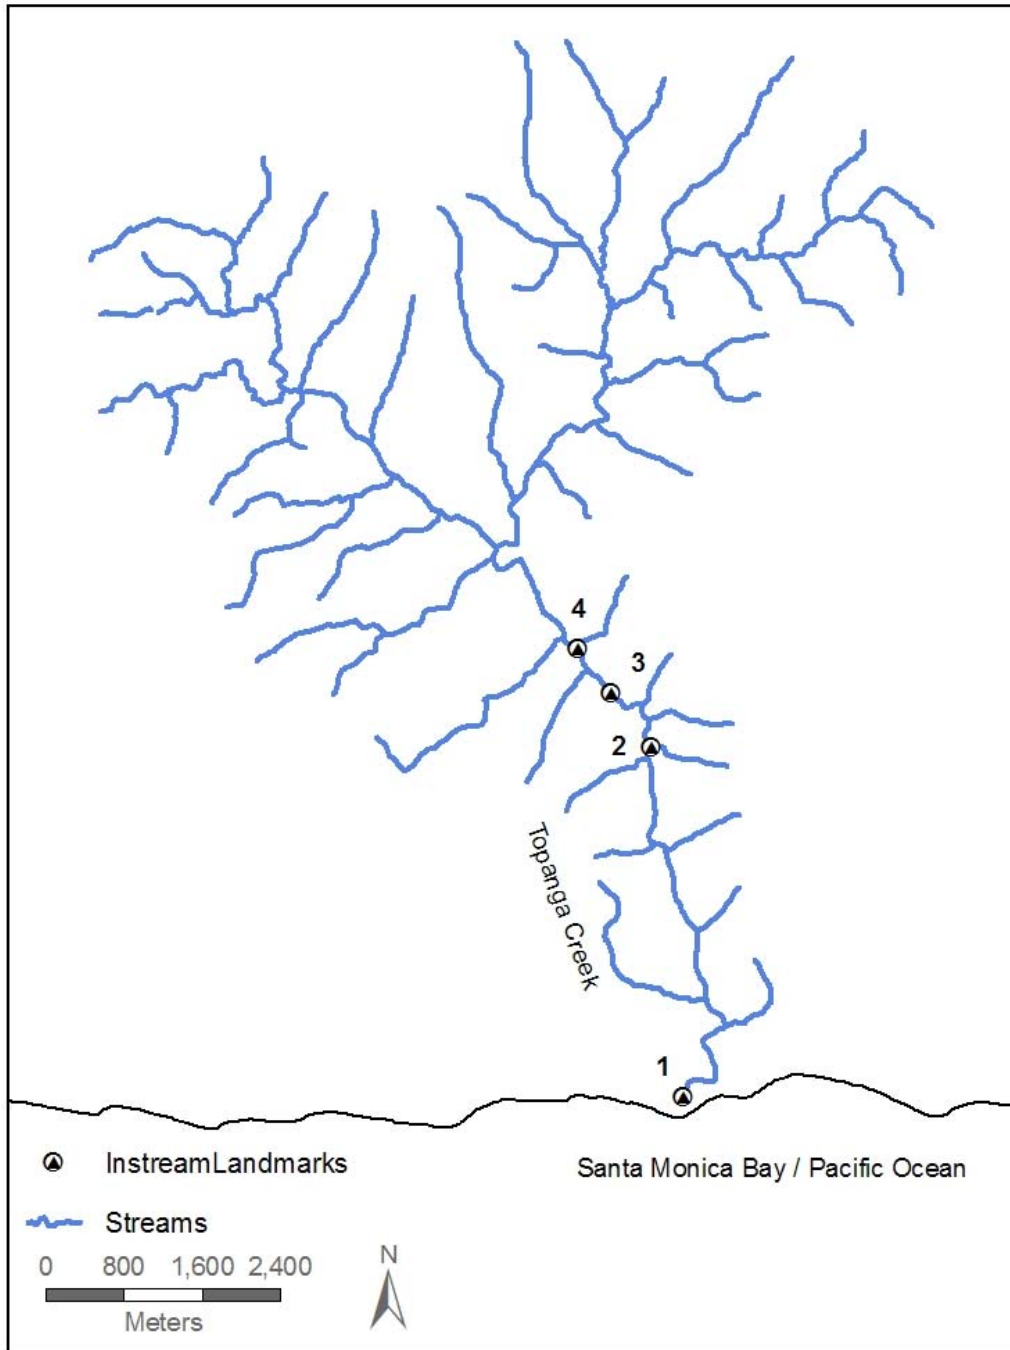 4
3
2
Topanga Creek
1
InstreamLandmarks
Santa Monica Bay / Pacific Ocean
Streams
0 800 1,600 2,400
Meters
N